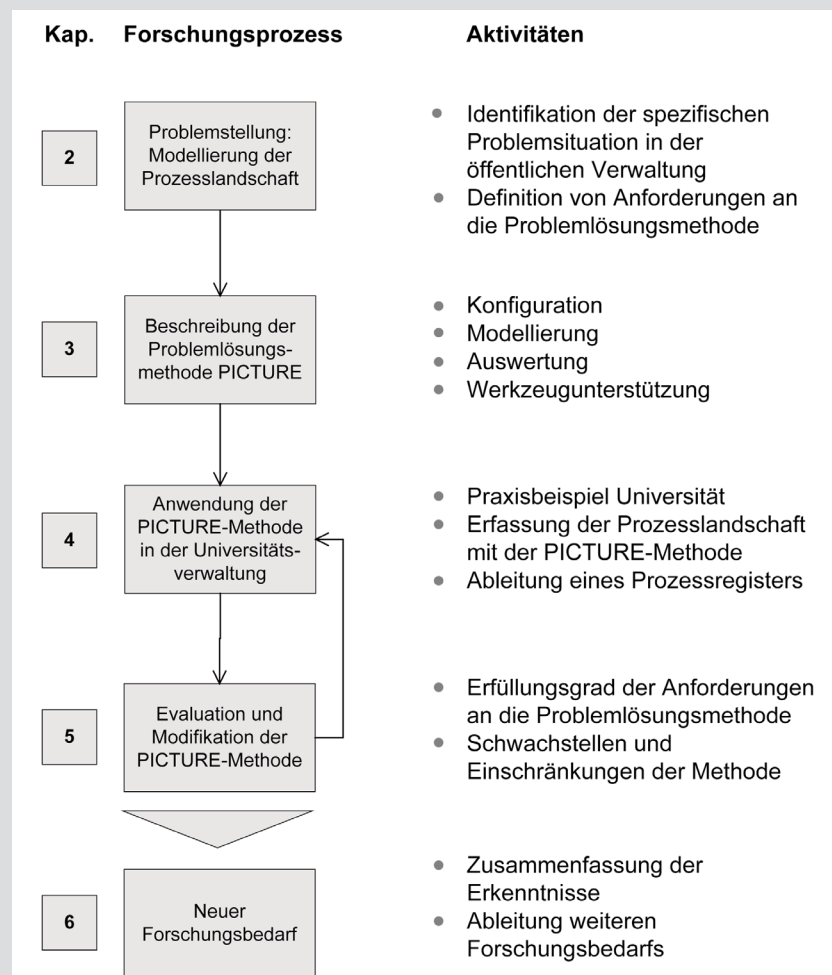 Kap. Forschungsprozess Aktivitäten
2
Problemstellung:
Modellierung der
Prozesslandschaft
Identifikation der spezifischen
Problemsituation in der
öffentlichen Verwaltung
Definition von Anforderungen an
die Problemlösungsmethode
3
Beschreibung der
Problemlösungs-
methode PICTURE
Konfiguration
Modellierung
Auswertung
Werkzeugunterstützung
4
Anwendung der
PICTURE-Methode
in der Universitäts-
verwaltung
Praxisbeispiel Universität
Erfassung der Prozesslandschaft
mit der PICTURE-Methode
Ableitung eines Prozessregisters
5
Evaluation und
Modifikation der
PICTURE-Methode
Erfüllungsgrad der Anforderungen
an die Problemlösungsmethode
Schwachstellen und
Einschränkungen der Methode
6
Neuer
Forschungsbedarf
Zusammenfassung der
Erkenntnisse
Ableitung weiteren
Forschungsbedarfs